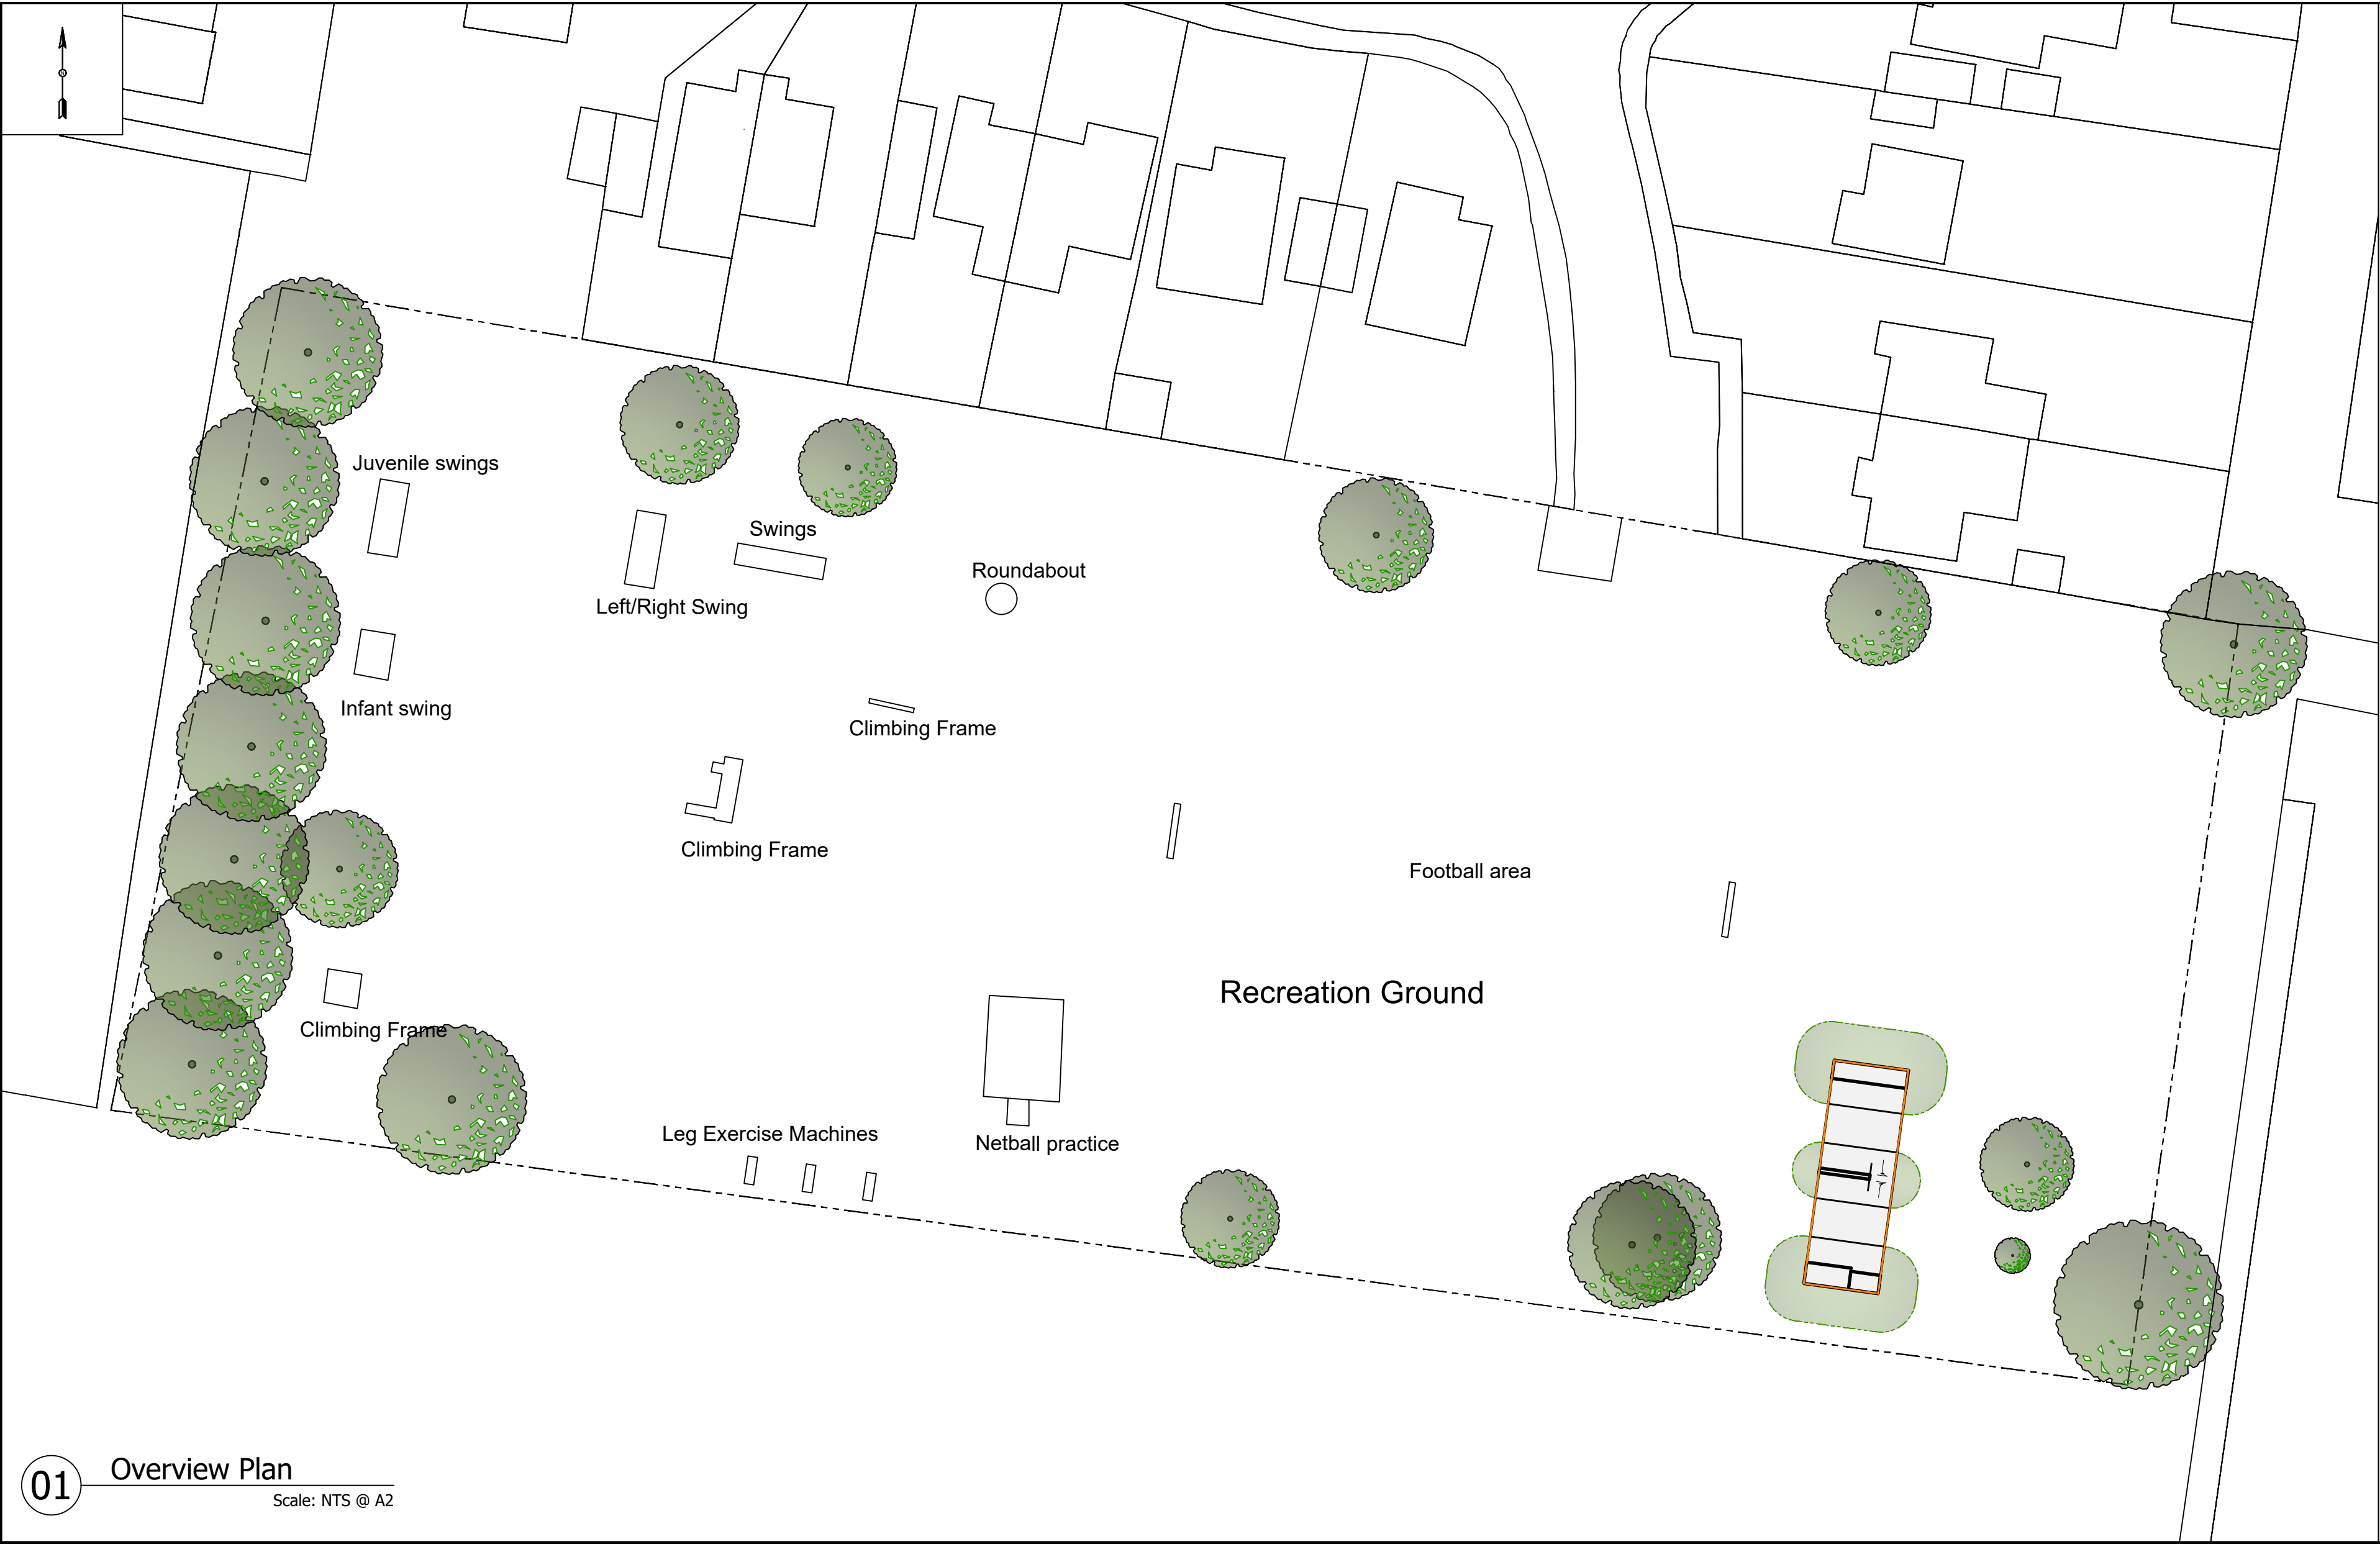 Juvenile swings
Swings
Roundabout
Left/Right Swing
Infant swing
Climbing Frame
Climbing Frame
Football area
Recreation Ground
Climbing Frame
Leg Exercise Machines
Netball practice
01
Overview Plan
Scale: NTS @ A2